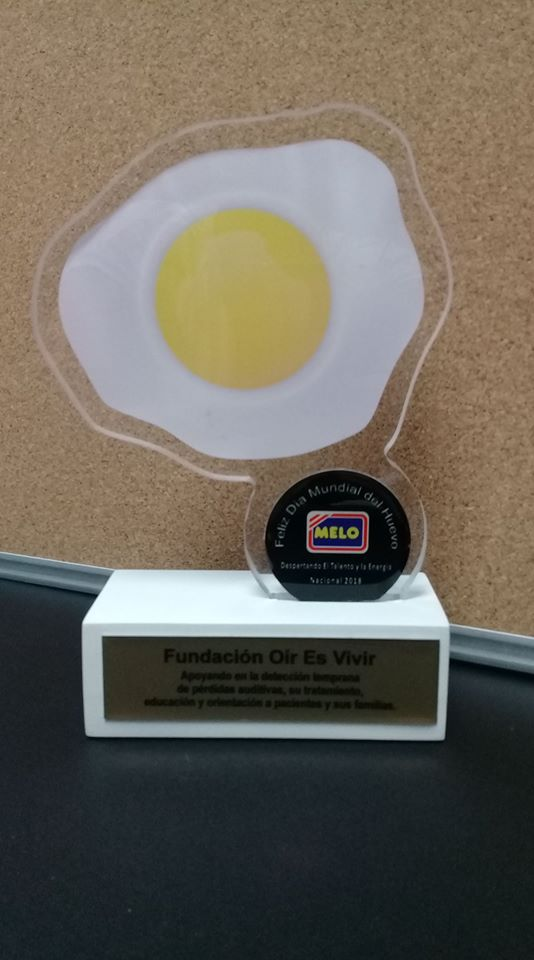 Feliz Día Mundial del Huevo
MELO
Despertando El Talento y la Energía
Nacional 2018
Fundación Oír Es Vivir
Apoyando en la detección temprana
de pérdidas auditivas, su tratamiento,
educación y orientación a pacientes y sus familias.